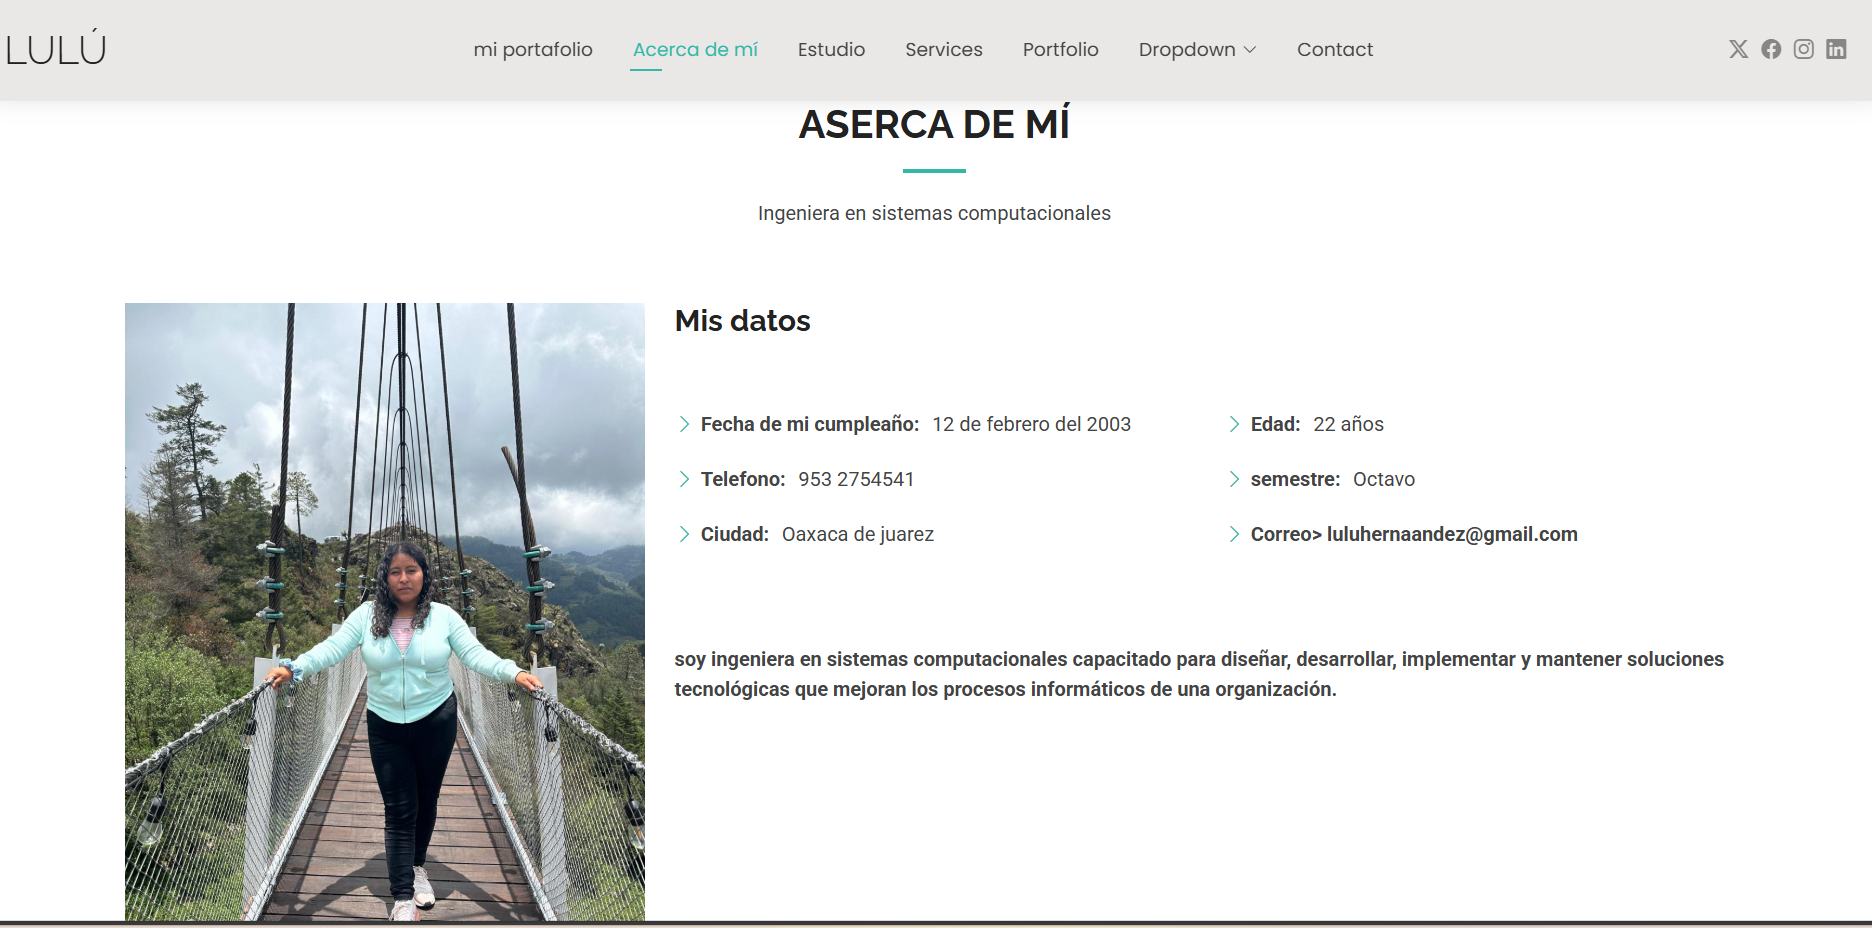 LULÚ
mi portafolio Acerca de mí Estudio Services Portfolio Dropdown Contact
ASERCA DE MÍ
Ingeniera en sistemas computacionales
Mis datos
Fecha de mi cumpleaño: 12 de febrero del 2003
Edad: 22 años
Telefono: 953 2754541
semestre: Octavo
Ciudad: Oaxaca de juarez
Correo> luluhernaandez@gmail.com
soy ingeniera en sistemas computacionales capacitado para diseñar, desarrollar, implementar y mantener soluciones
tecnológicas que mejoran los procesos informáticos de una organización.